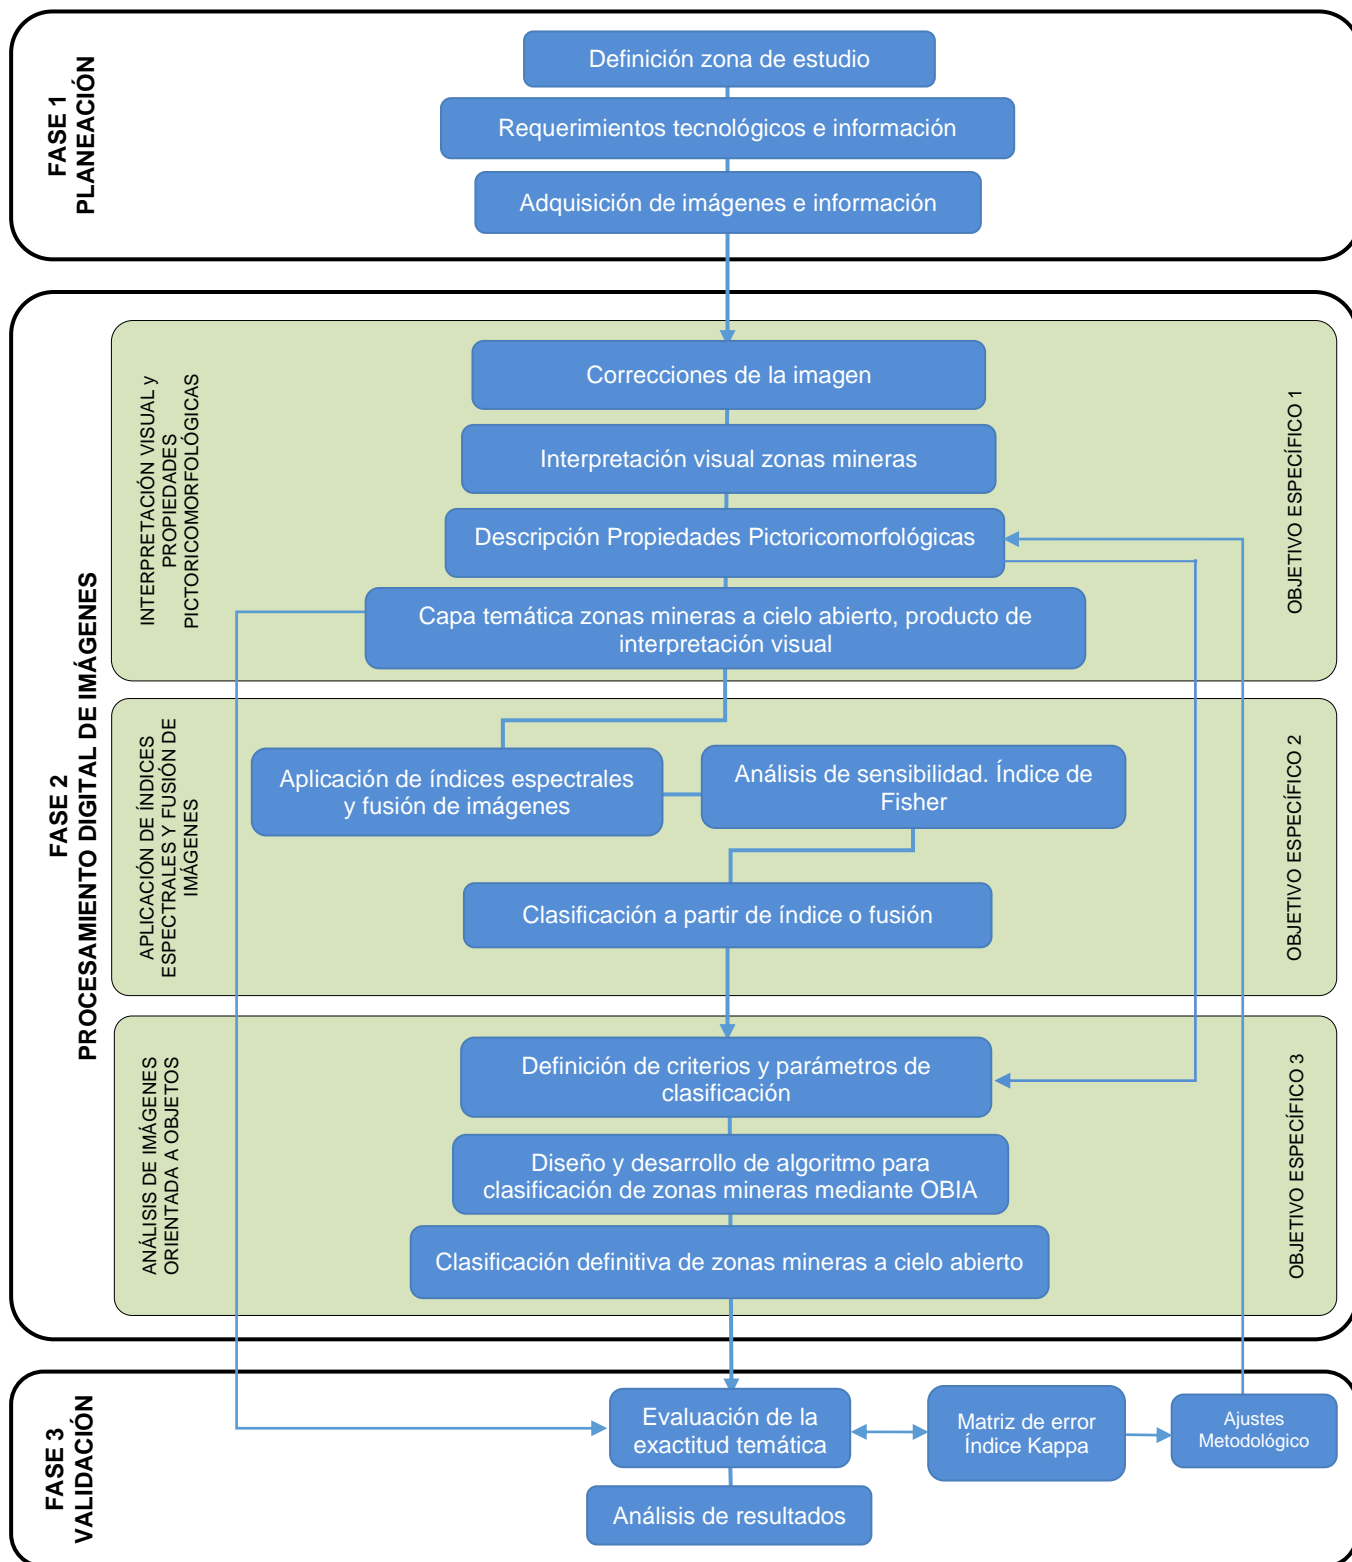 FASE 1
PLANEACIÓN
Definición zona de estudio
Requerimientos tecnológicos e información
Adquisición de imágenes e información
FASE 2
PROCESAMIENTO DIGITAL DE IMÁGENES
INTERPRETACIÓN VISUAL y
PROPIEDADES
PICTORICOMORFOLÓGICAS
Correcciones de la imagen
Interpretación visual zonas mineras
Descripción Propiedades Pictoricomorfológicas
Capa temática zonas mineras a cielo abierto, producto de
interpretación visual
OBJETIVO ESPECÍFICO 1
APLICACIÓN DE ÍNDICES
ESPECTRALES Y FUSIÓN DE
IMÁGENES
Aplicación de índices espectrales
y fusión de imágenes
Análisis de sensibilidad. Índice de
Fisher
Clasificación a partir de índice o fusión
OBJETIVO ESPECÍFICO 2
ANÁLISIS DE IMÁGENES
ORIENTADA A OBJETOS
Definición de criterios y parámetros de
clasificación
Diseño y desarrollo de algoritmo para
clasificación de zonas mineras mediante OBIA
Clasificación definitiva de zonas mineras a cielo abierto
OBJETIVO ESPECÍFICO 3
FASE 3
VALIDACIÓN
Evaluación de la
exactitud temática
Matriz de error
Índice Kappa
Ajustes
Metodológico
Análisis de resultados